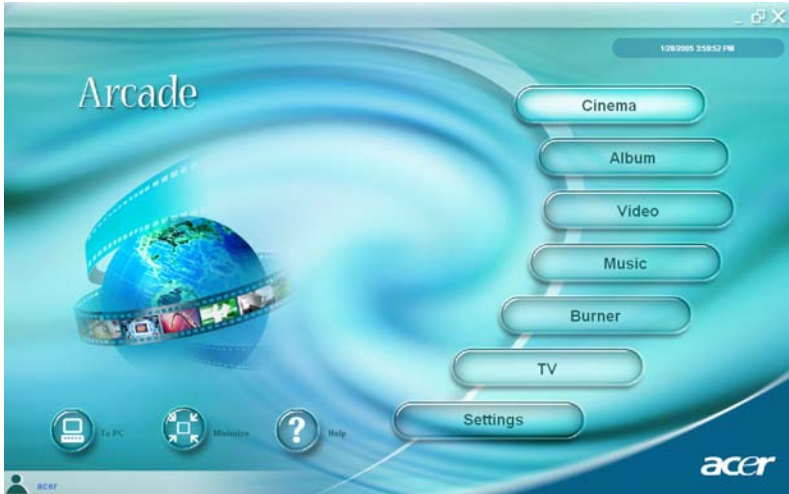 1/28/2005 3:59:52 PM
Arcade
Cinema
Album
Video
Music
Burner
TV
Settings
To PC
Minimize
Help
acer
acer